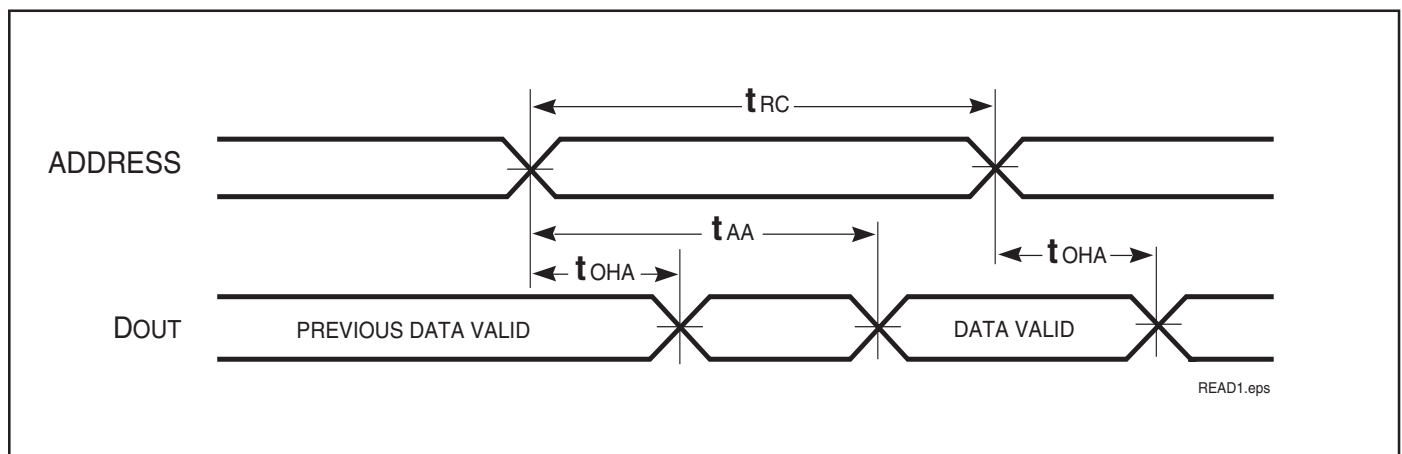 tRC
ADDRESS
tAA
tOHA
tOHA
DOUT
PREVIOUS DATA VALID
DATA VALID
READ1.eps